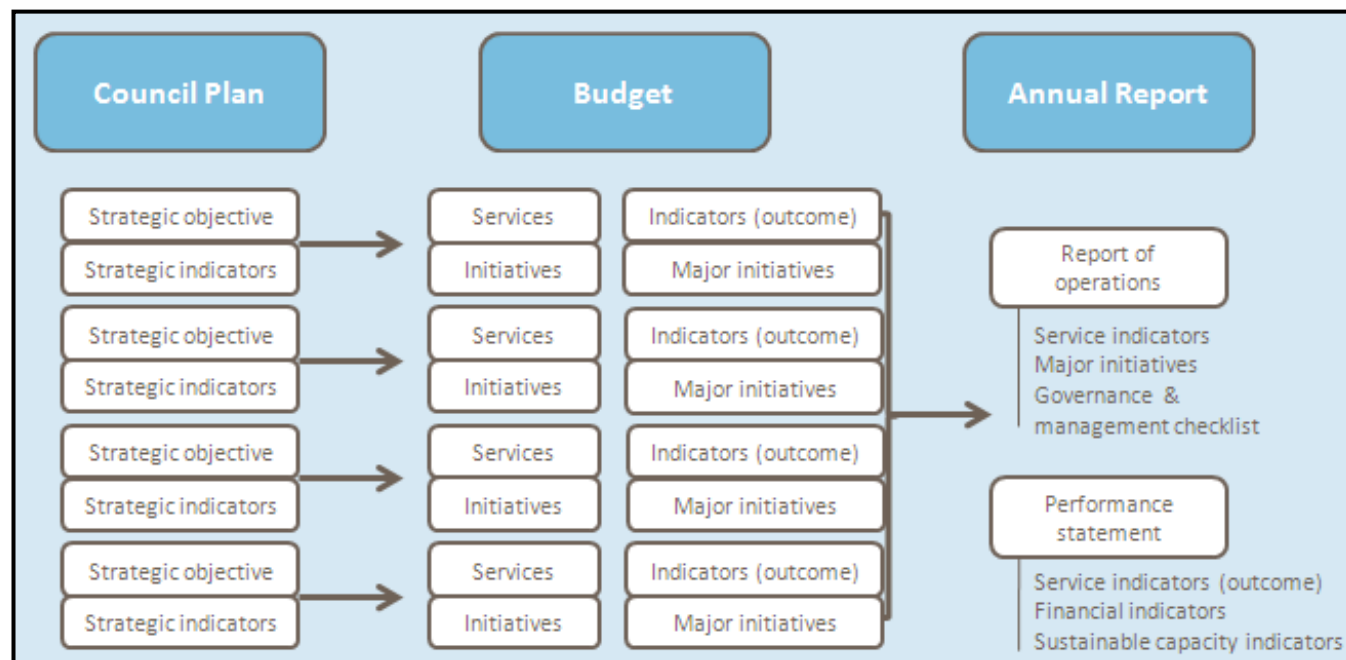 Council Plan
Budget
Annual Report
Strategic objective
Strategic indicators
Strategic objective
Strategic indicators
Strategic objective
Strategic indicators
Strategic objective
Strategic indicators
Services
Initiatives
Services
Initiatives
Services
Initiatives
Services
Initiatives
Indicators (outcome)
Major initiatives
Indicators (outcome)
Major initiatives
Indicators (outcome)
Major initiatives
Indicators (outcome)
Major initiatives
Report of
operations
Service indicators
Major initiatives
Governance &
management checklist
Performance
statement
Service indicators (outcome)
Financial indicators
Sustainable capacity indicators